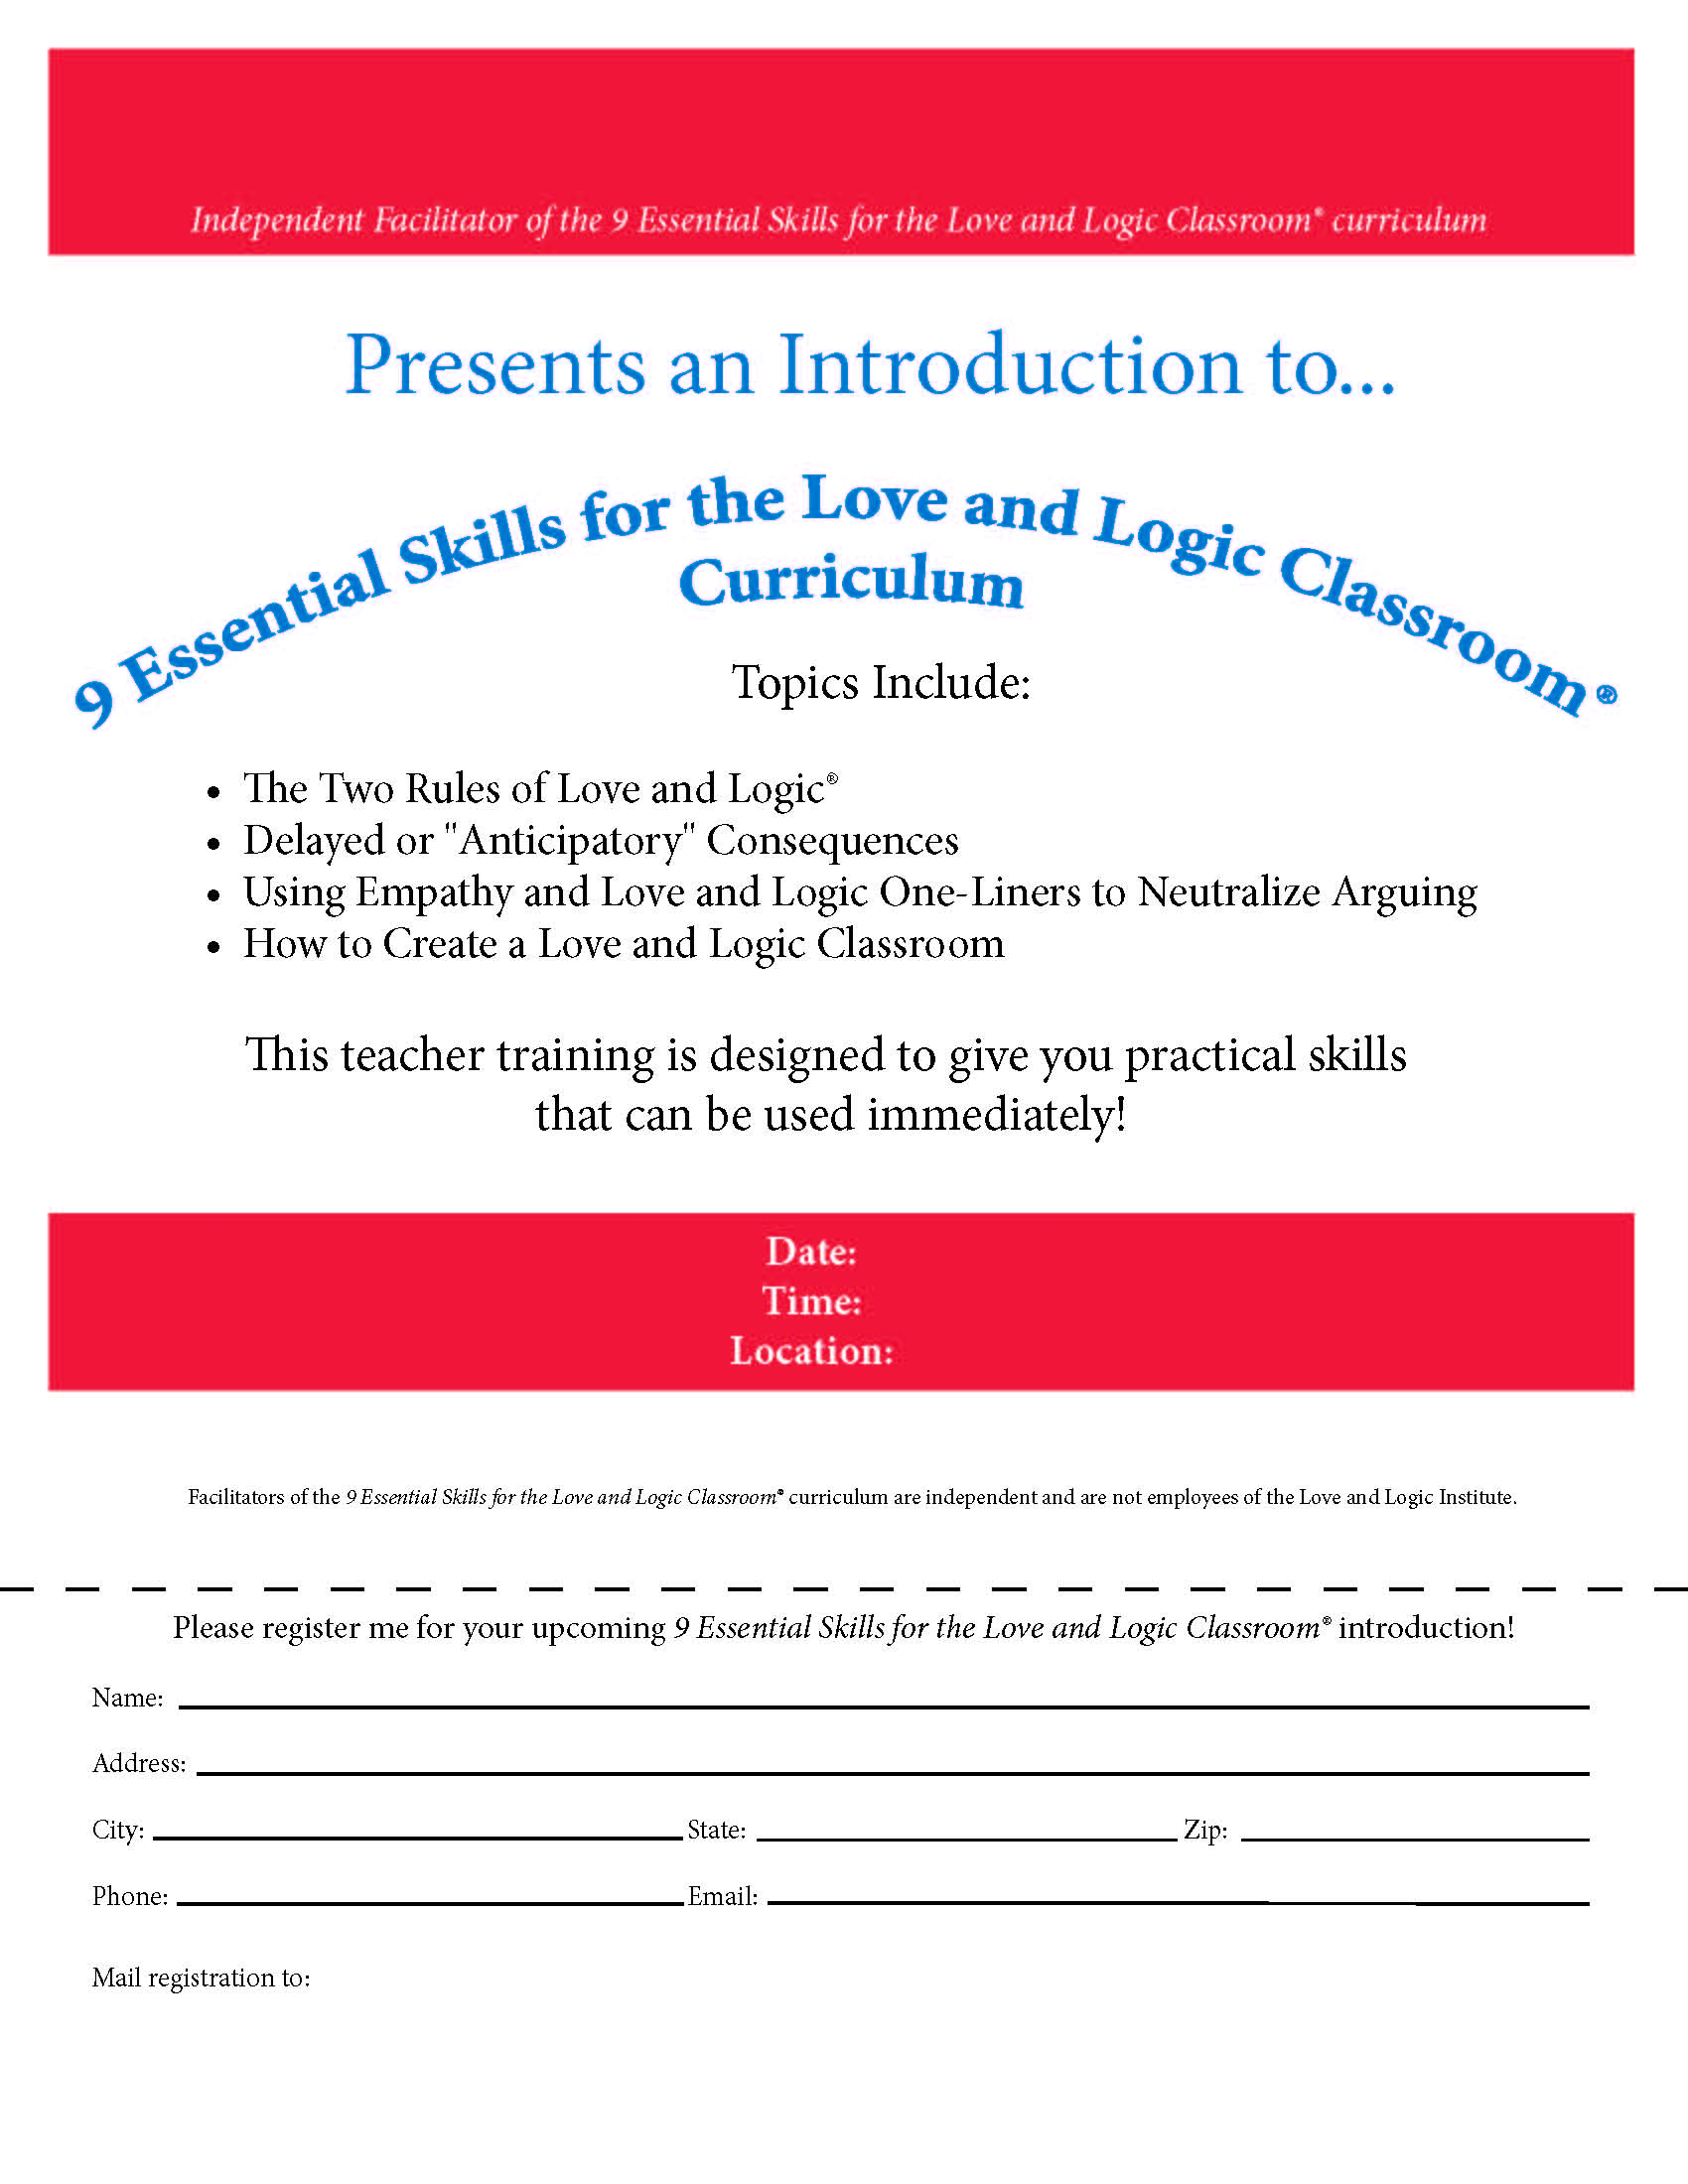 Independent Facilitator of the 9 Essential Skills for the Love and Logic Classroom® curriculum
Presents an Introduction to...
9 Essential Skills for the Love and Logic Classroom®
Curriculum
Topics Include:
• The Two Rules of Love and Logic®
• Delayed or "Anticipatory" Consequences
• Using Empathy and Love and Logic One-Liners to Neutralize Arguing
• How to Create a Love and Logic Classroom
This teacher training is designed to give you practical skills
that can be used immediately!
Date:
Time:
Location:
Facilitators of the 9 Essential Skills for the Love and Logic Classroom® curriculum are independent and are not employees of the Love and Logic Institute.
Please register me for your upcoming 9 Essential Skills for the Love and Logic Classroom® introduction!
Name:
Address:
City: State: Zip:
Phone: Email:
Mail registration to: